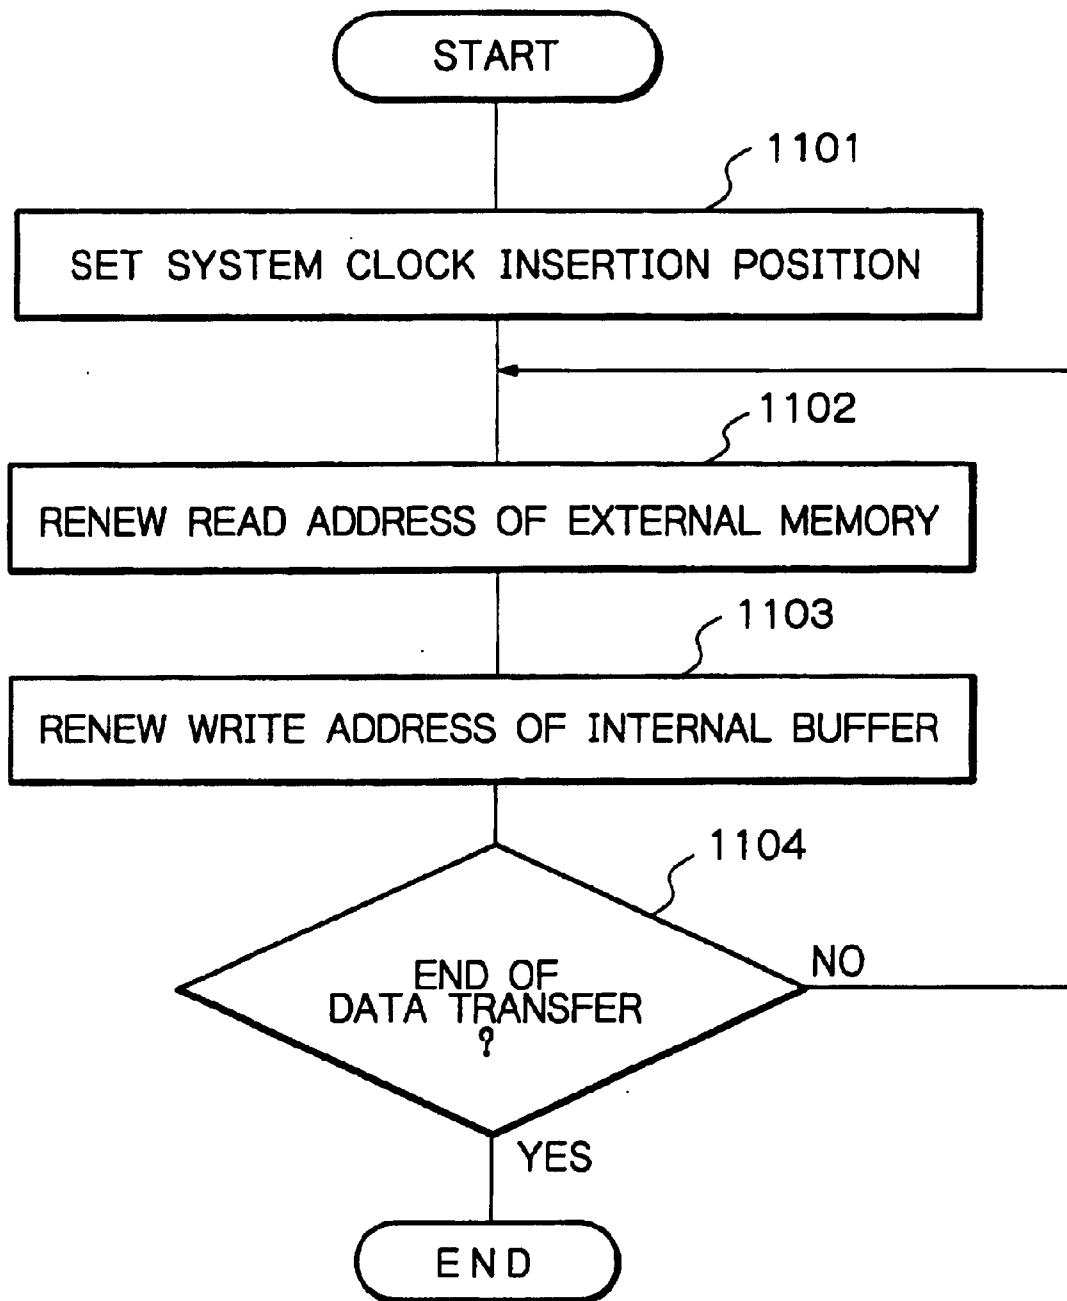 START
1101
SET SYSTEM CLOCK INSERTION POSITION
1102
RENEW READ ADDRESS OF EXTERNAL MEMORY
1103
RENEW WRITE ADDRESS OF INTERNAL BUFFER
1104
END OF
DATA TRANSFER
?
NO
YES
END